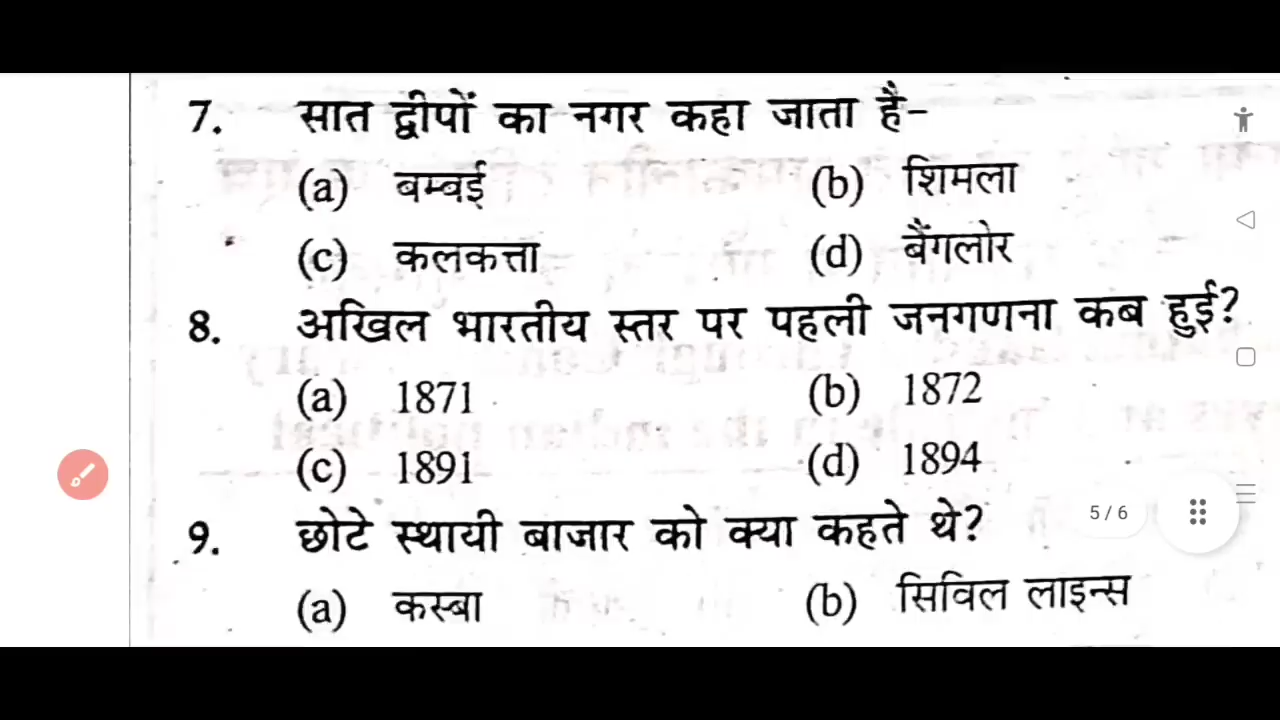 7. सात द्वीपों का नगर कहा जाता है-
(a) बम्बई (b) शिमला
(c) कलकत्ता (d) बैंगलोर
8. अखिल भारतीय स्तर पर पहली जनगणना कब हुई?
(a) 1871 (b) 1872
(c) 1891 (d) 1894
5/6
9. छोटे स्थायी बाजार को क्या कहते थे?
(a) कस्बा (b) सिविल लाइन्स